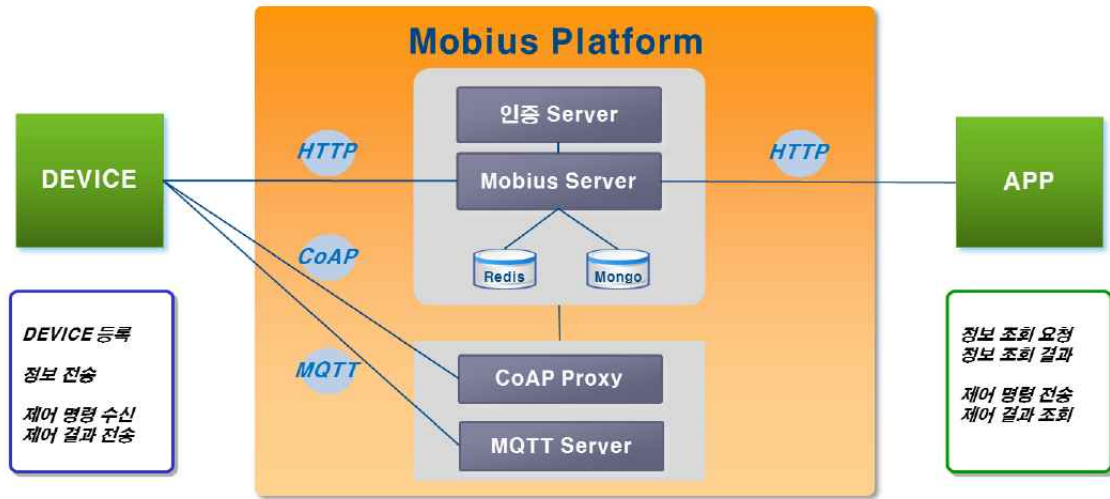 Mobius Platform
인증 Server
HTTP
HTTP
DEVICE
Mobius Server
APP
CoAP
Redis
Mongo
DEVICE 등록
정보 전송
제어 명령 수신
제어 결과 전송
MQTT
CoAP Proxy
MQTT Server
정보 조회 요청
정보 조회 결과
제어 명령 전송
제어 결과 조회